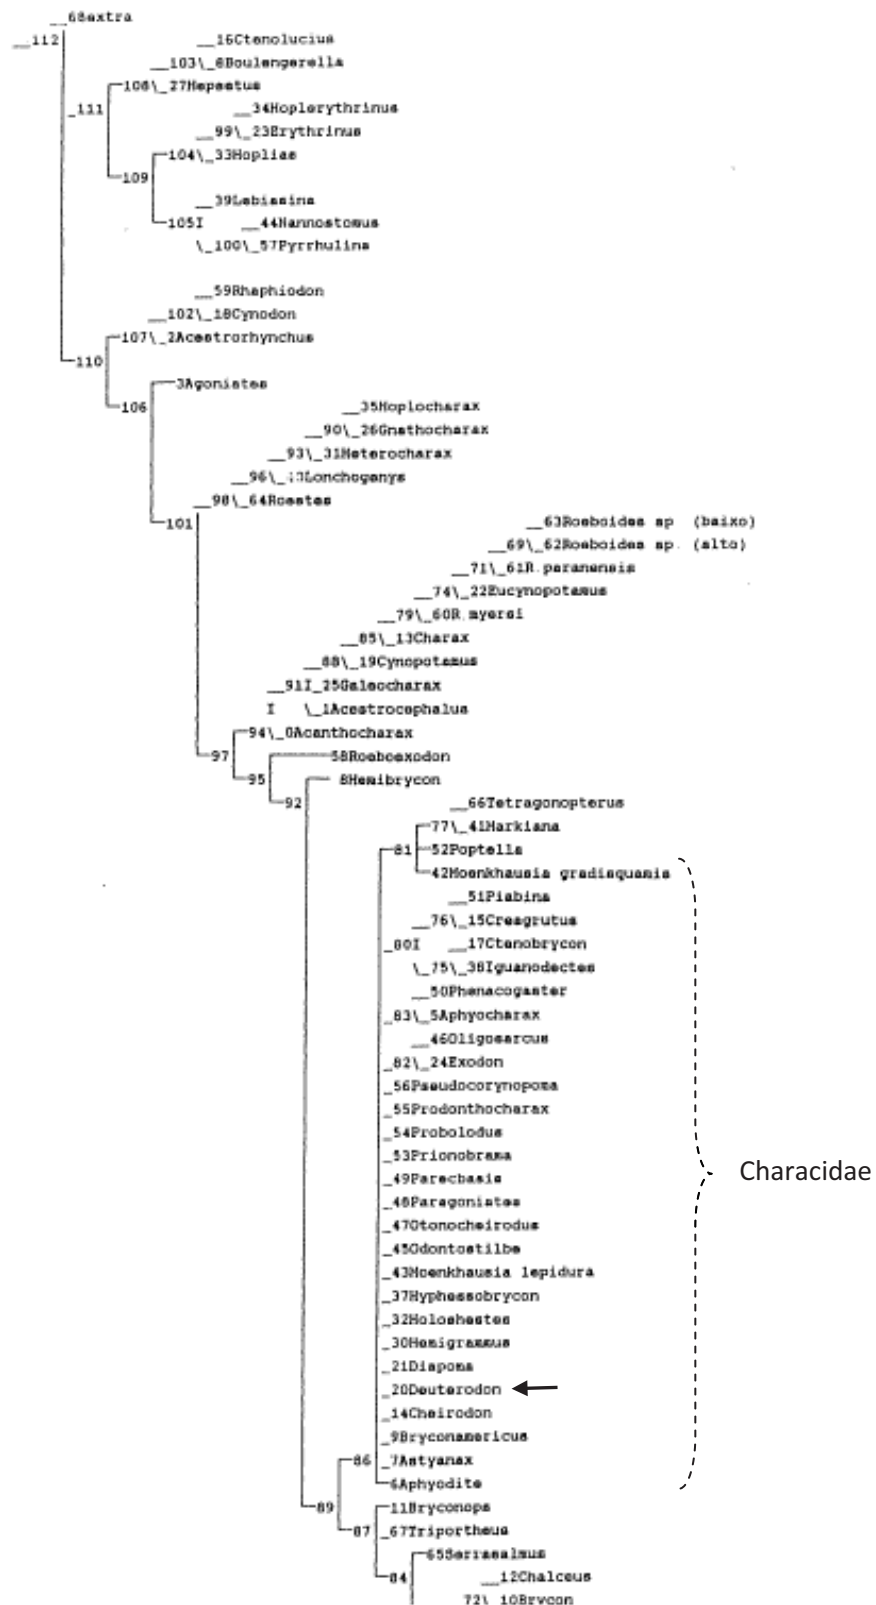 __68extra
__112
__16Ctenolucius
__103\_8Boulengerella
108\_27Hepsetus
__34Hoplerythrinus
_111
__99\_23Erythrinus
104\_33Hoplias
109
__39Lebiasina
105I __44Nannostomus
\_100\_57Pyrrhulina
__59Rhaphiodon
__102\_18Cynodon
107\_2Acestrorhynchus
110
3Agoniates
106
__35Hoplocharax
__90\_26Gnathocharax
__93\_31Heterocharax
__96\_Lonchogenys
__98\_64Roestes
101
__63Roeboides sp (baixo)
__69\_62Roeboides sp. (alto)
__71\_61R.paranensis
__74\_22Eucynopotamus
__79\_60R.myersi
__85\_13Charax
__88\_19Cynopotamus
__91I_25Galeocharax
I \_1Acestrocephalus
94\_0Acanthocharax
97
58Roeboexodon
95
8Hemibrycon
92
__66Tetragonopterus
77\_41Markiana
81
52Poptella
42Moenkhausia gradisquamis
__51Piabina
__76\_15Creagrutus
_80I __17Ctenobrycon
\_75\_38Iguanodectes
__50Phenacogaster
_83\_5Aphyocharax
__46Oligosarcus
_82\_24Exodon
_56Pseudocorynopoma
_55Prodonthocharax
_54Probolodus
_53Prionobrama
Characidae
_49Parecbasis
_48Paragoniates
_47Otonocheirodus
_45Odontostilbe
_43Moenkhausia lepidura
_37Hyphessobrycon
_32Holoshestes
_30Hemigrammus
_21Diapoma
_20Deuterodon
_14Cheirodon
_9Bryconamericus
86
_7Astyanax
6Aphyodite
89
11Bryconops
87
_67Triportheus
65Serrasalmus
84
__12Chalceus
72\_10Brycon